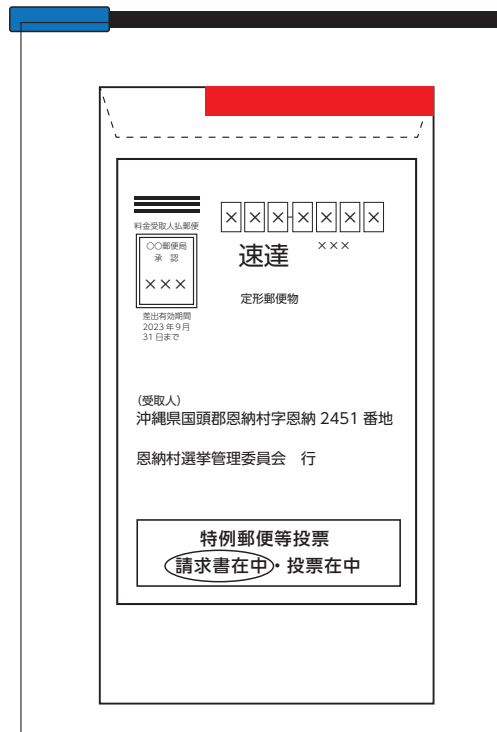 料金受取人払郵便
〇〇郵便局
承 認
×××
差出有効期間
2023年9月
31日まで
×××-××××
×××
速達
定形郵便物
(受取人)
沖縄県国頭郡恩納村字恩納 2451 番地
恩納村選挙管理委員会 行
特例郵便等投票
請求書在中・投票在中